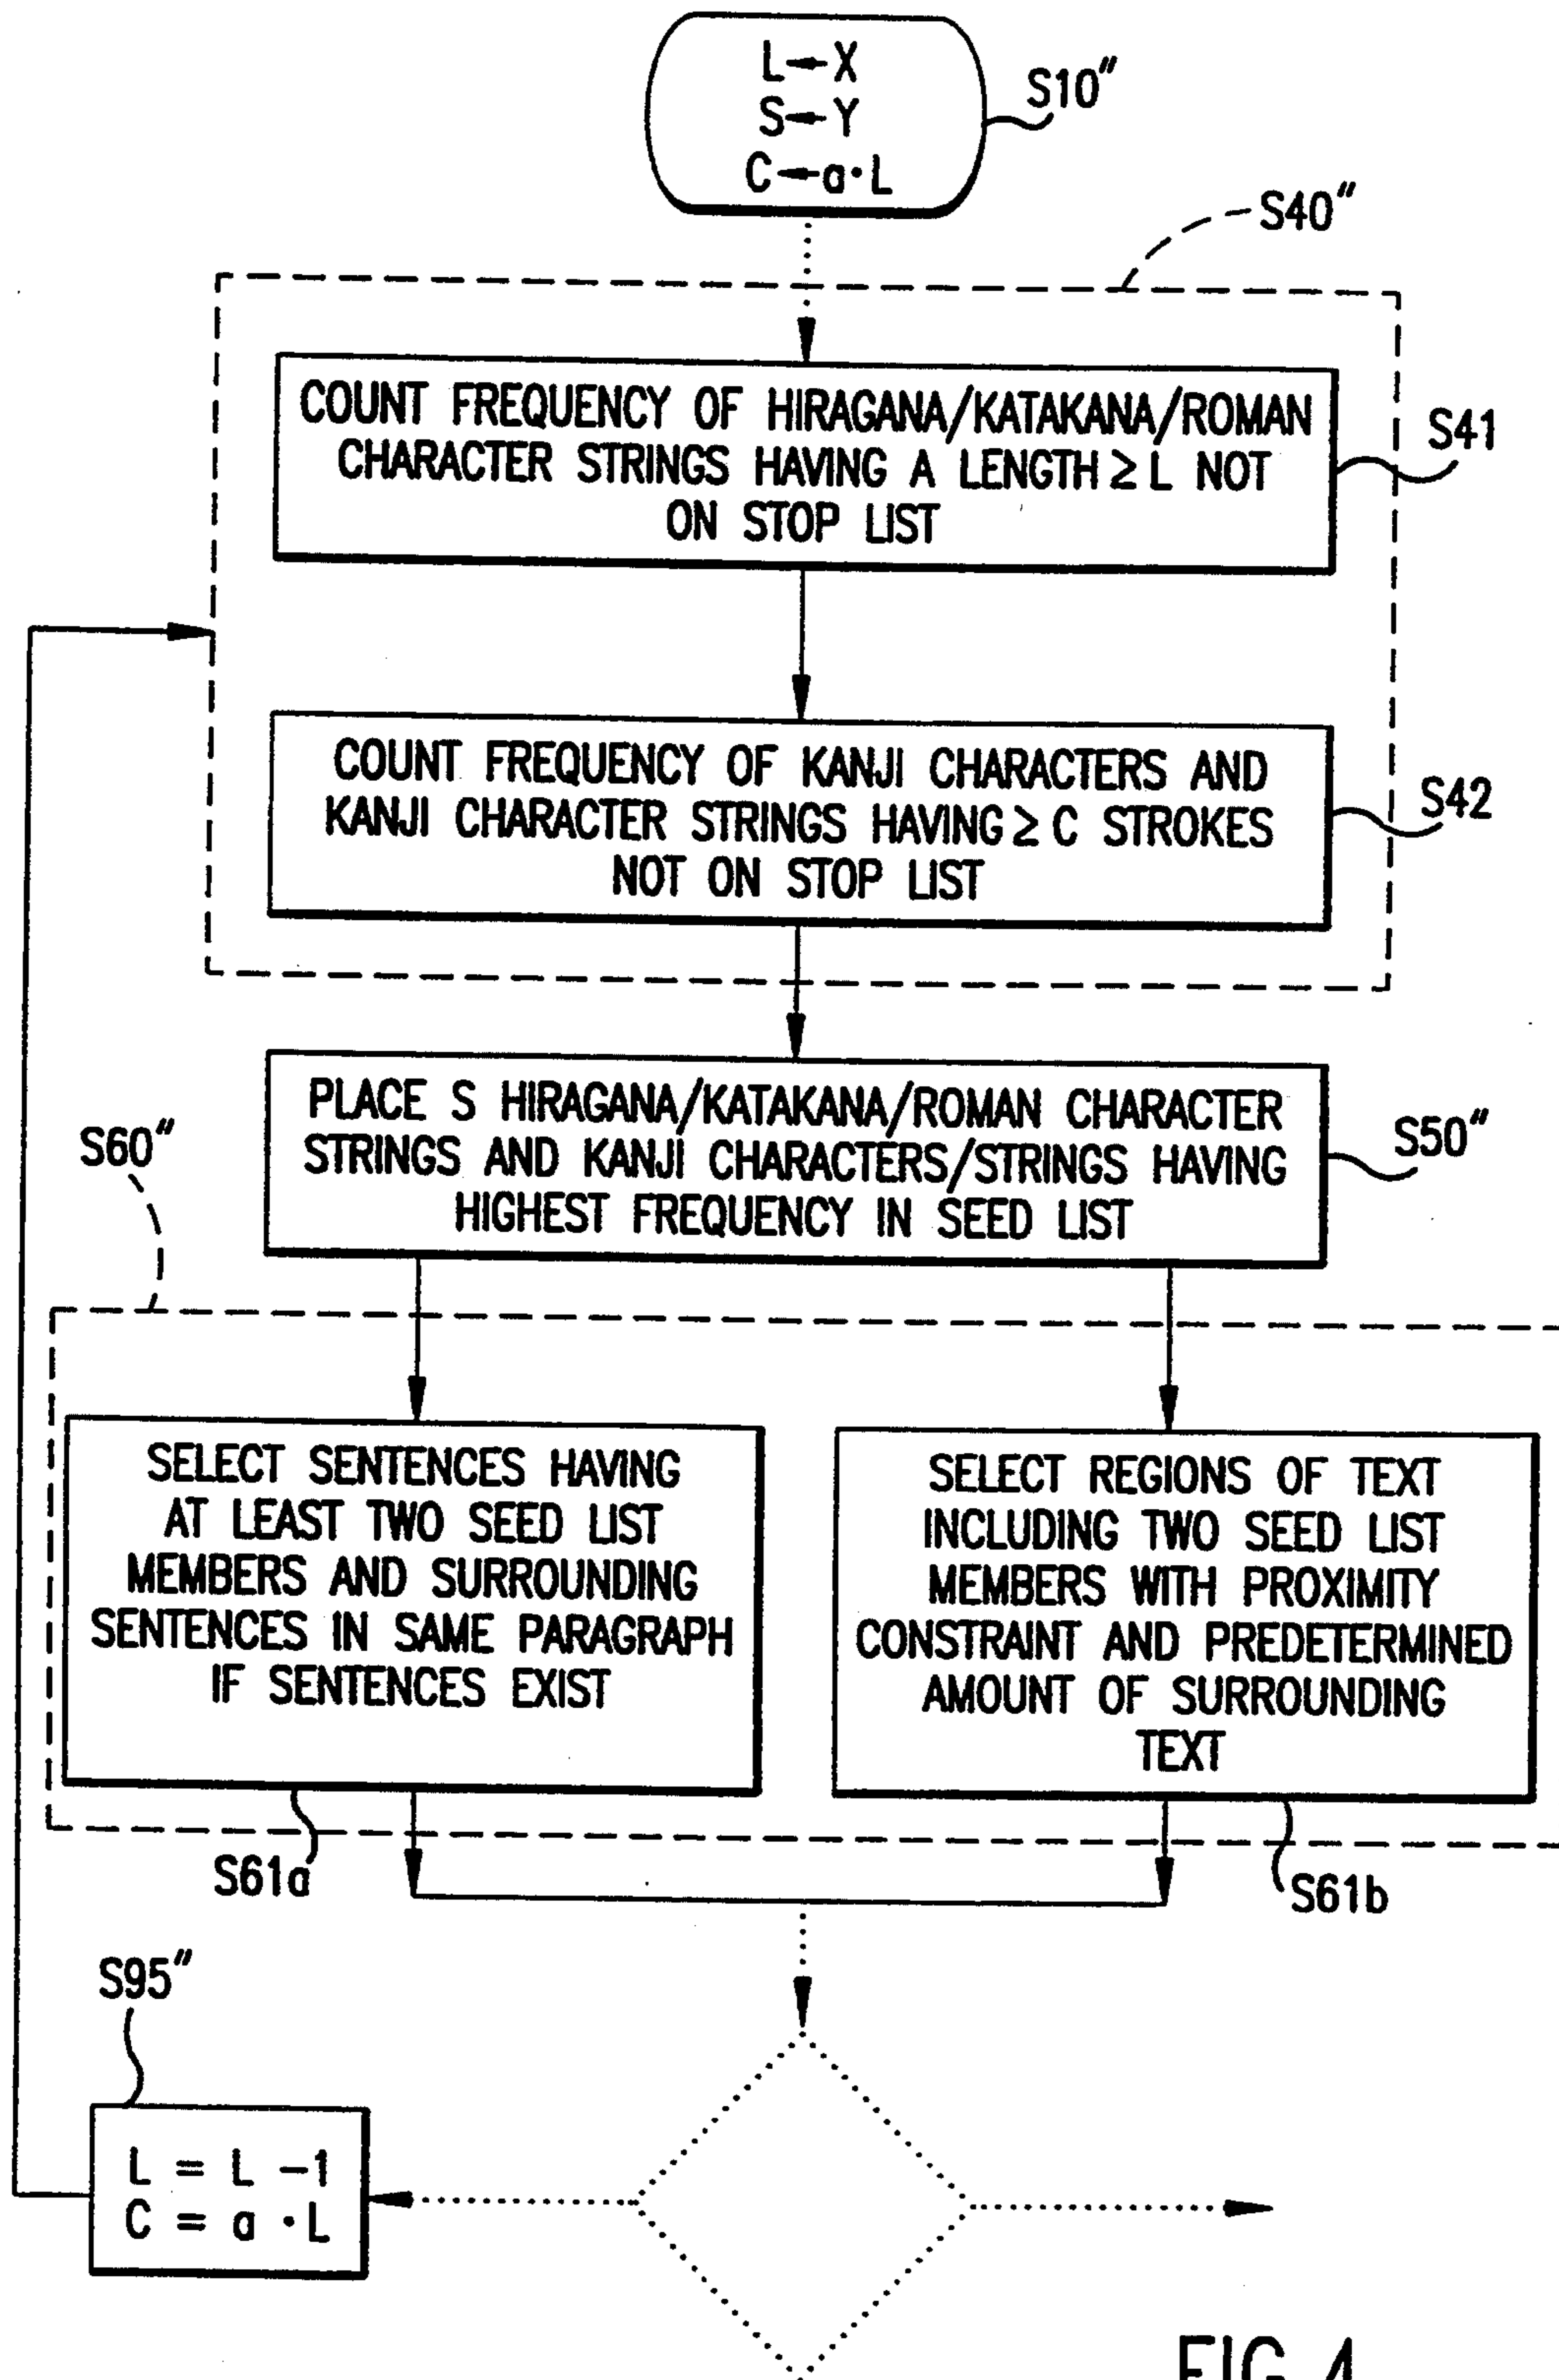 L←X
S←Y
C←a·L
S10"
S40"
COUNT FREQUENCY OF HIRAGANA/KATAKANA/ROMAN
CHARACTER STRINGS HAVING A LENGTH ≥ L NOT
ON STOP LIST
S41
COUNT FREQUENCY OF KANJI CHARACTERS AND
KANJI CHARACTER STRINGS HAVING ≥ C STROKES
NOT ON STOP LIST
S42
PLACE S HIRAGANA/KATAKANA/ROMAN CHARACTER
STRINGS AND KANJI CHARACTERS/STRINGS HAVING
HIGHEST FREQUENCY IN SEED LIST
S50"
S60"
SELECT SENTENCES HAVING
AT LEAST TWO SEED LIST
MEMBERS AND SURROUNDING
SENTENCES IN SAME PARAGRAPH
IF SENTENCES EXIST
S61a
SELECT REGIONS OF TEXT
INCLUDING TWO SEED LIST
MEMBERS WITH PROXIMITY
CONSTRAINT AND PREDETERMINED
AMOUNT OF SURROUNDING
TEXT
S61b
S95"
L = L -1
C = a ·L
FIG. 4